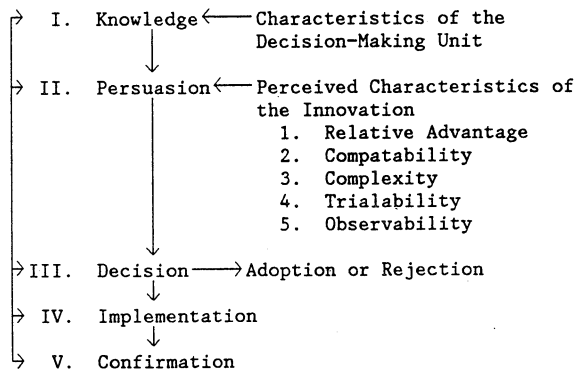 I. Knowledge Characteristics of the
Decision-Making Unit
II. Persuasion Perceived Characteristics of
the Innovation
1. Relative Advantage
2. Compatability
3. Complexity
4. Trialability
5. Observability
III. Decision Adoption or Rejection
IV. Implementation
V. Confirmation